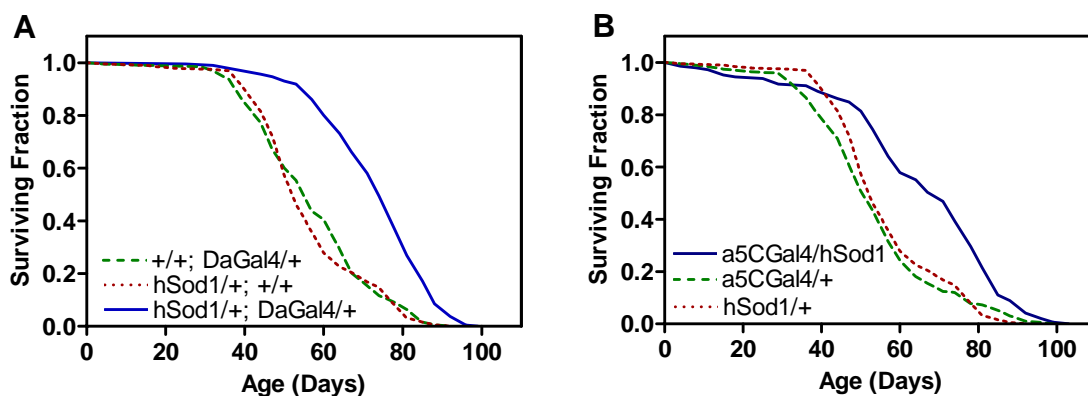 A
Surviving Fraction
1.0
0.8
0.6
0.4
0.2
0.0
+/+; DaGal4/+
hSod1/+; +/+
hSod1/+; DaGal4/+
0 20 40 60 80 100
Age (Days)
B
Surviving Fraction
1.0
0.8
0.6
0.4
0.2
0.0
a5CGal4/hSod1
a5CGal4/+
hSod1/+
0 20 40 60 80 100
Age (Days)